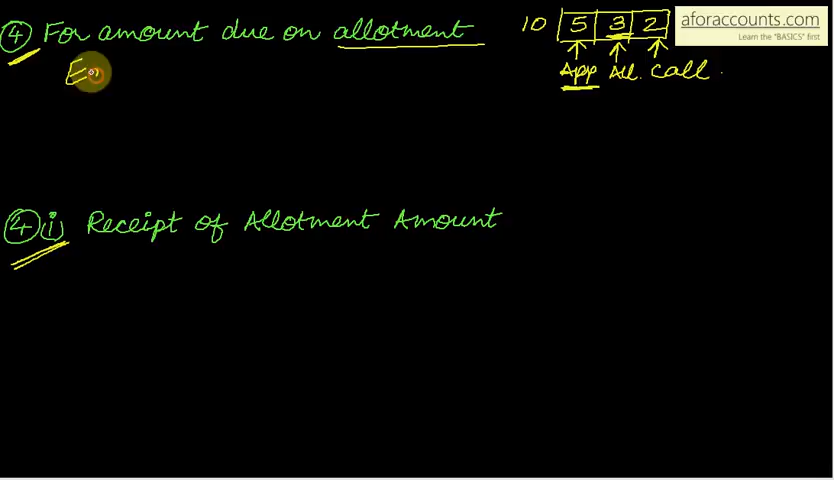 ④ For amount due on allotment
10 5 3 2
App All. Call.
aforaccounts.com
Learn the "BASICS" first
④(i) Receipt of Allotment Amount